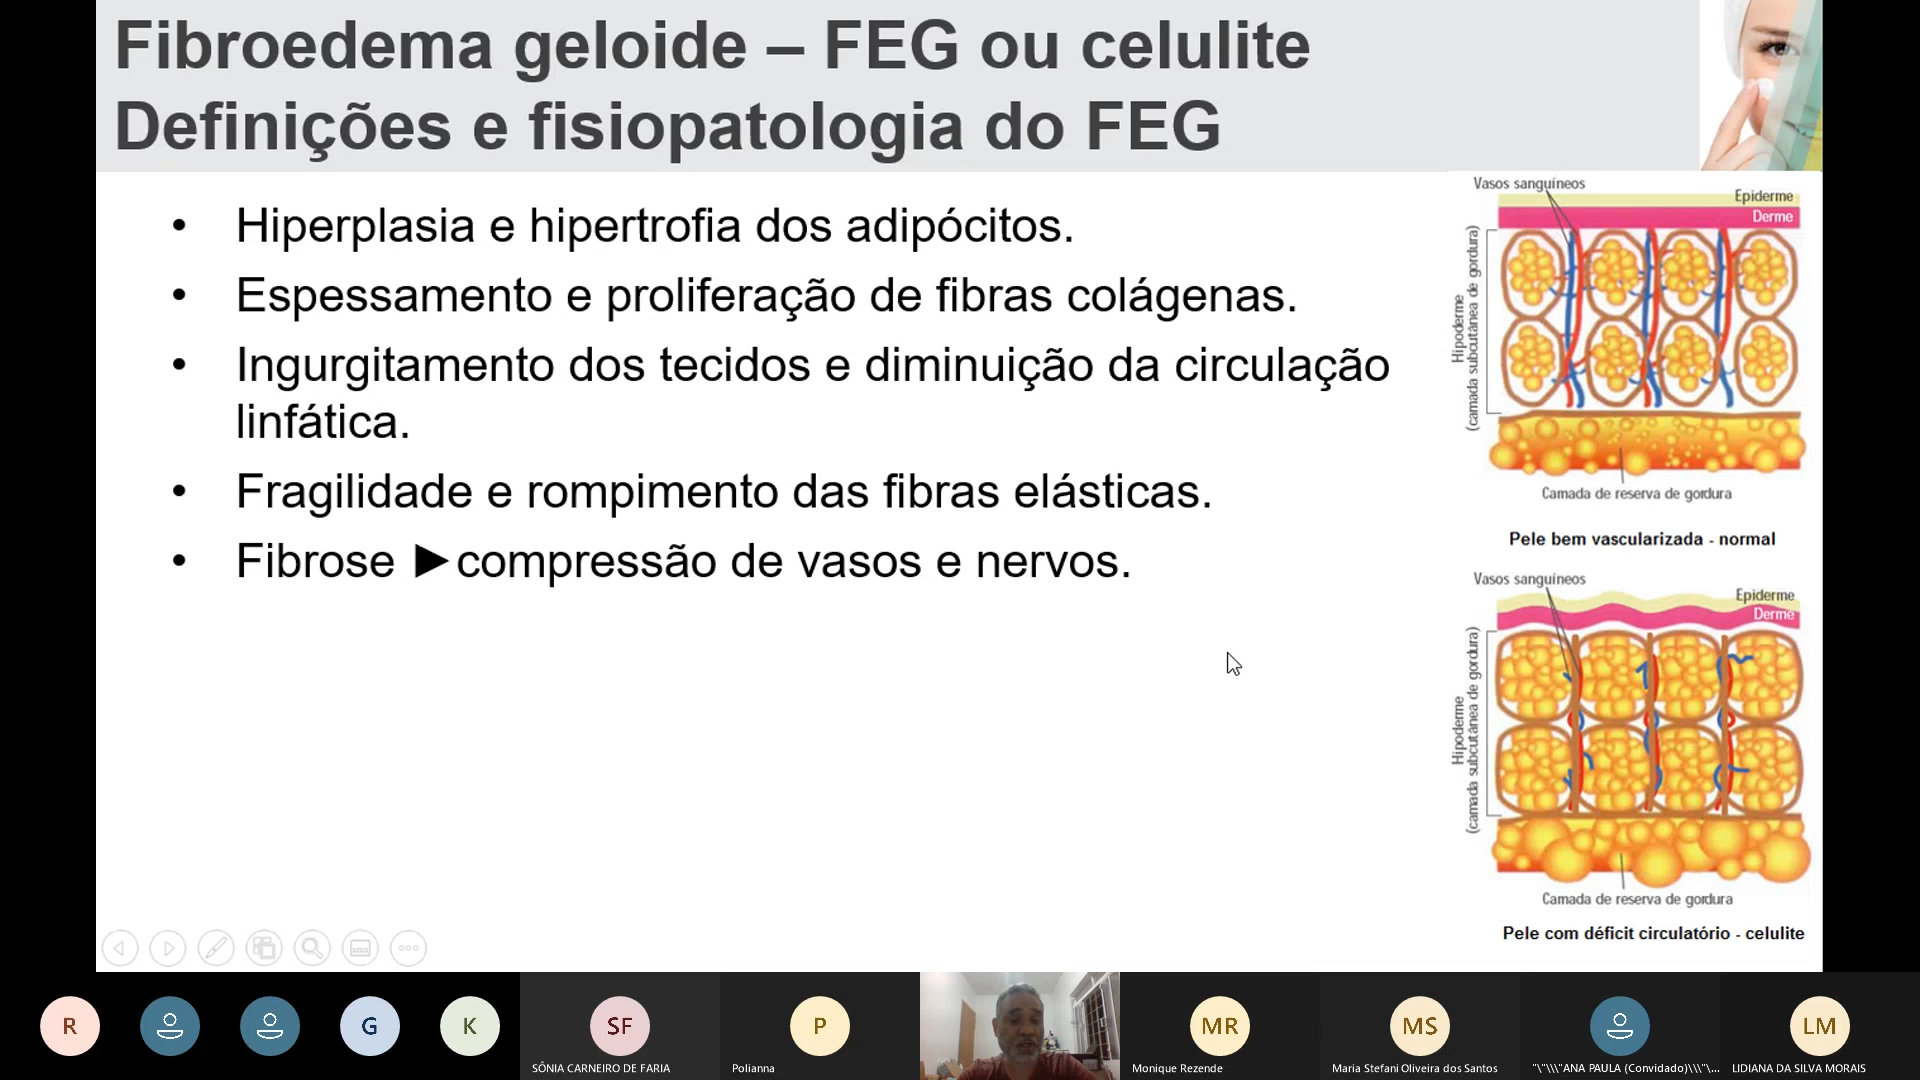 Fibroedema geloide – FEG ou celulite
Definições e fisiopatologia do FEG
• Hiperplasia e hipertrofia dos adipócitos.
• Espessamento e proliferação de fibras colágenas.
• Ingurgitamento dos tecidos e diminuição da circulação
linfática.
• Fragilidade e rompimento das fibras elásticas.
• Fibrose ►compressão de vasos e nervos.
Vasos sanguíneos
Epiderme
Derme
Hipoderme
(camada subcutânea de gordura)
Camada de reserva de gordura
Pele bem vascularizada - normal
Vasos sanguíneos
Epiderme
Derme
Hipoderme
(camada subcutânea de gordura)
Camada de reserva de gordura
Pele com déficit circulatório - celulite
R
G
K
SF
P
MR
MS
LM
SÔNIA CARNEIRO DE FARIA
Polianna
Monique Rezende
Maria Stefani Oliveira dos Santos
"\"\\\"ANA PAULA (Convidado)\\\"\...
LIDIANA DA SILVA MORAIS